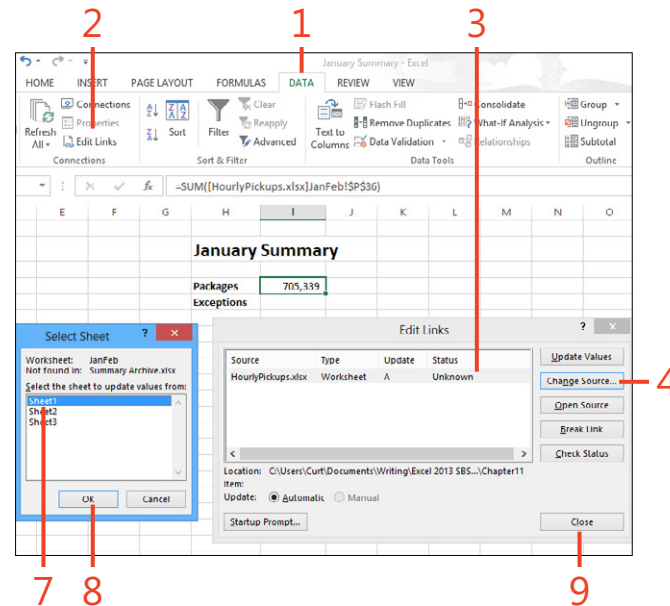 2 1 3
January Summary - Excel
HOME INSERT PAGE LAYOUT FORMULAS DATA REVIEW VIEW
Connections Clear Flash Fill Consolidate Group
Properties Reapply Remove Duplicates What-If Analysis Ungroup
Refresh All Edit Links Sort Filter Advanced Text to Columns Data Validation Relationships Subtotal
Connections Sort & Filter Data Tools Outline
fx =SUM([HourlyPickups.xlsx]JanFeb!$P$36)
E F G H I J K L M N O
January Summary
Packages 705,339
Exceptions
Select Sheet ? ×
Worksheet: JanFeb
Not found in: Summary Archive.xlsx
Select the sheet to update values from:
Sheet1
Sheet2
Sheet3
OK Cancel
Edit Links ? ×
Source Type Update Status
HourlyPickups.xlsx Worksheet A Unknown
Update Values
Change Source...
Open Source
Break Link
Check Status
Location: C:\Users\Curt\Documents\Writing\Excel 2013 SBS...\Chapter11
Item:
Update: Automatic Manual
Startup Prompt... Close
4
7 8 9